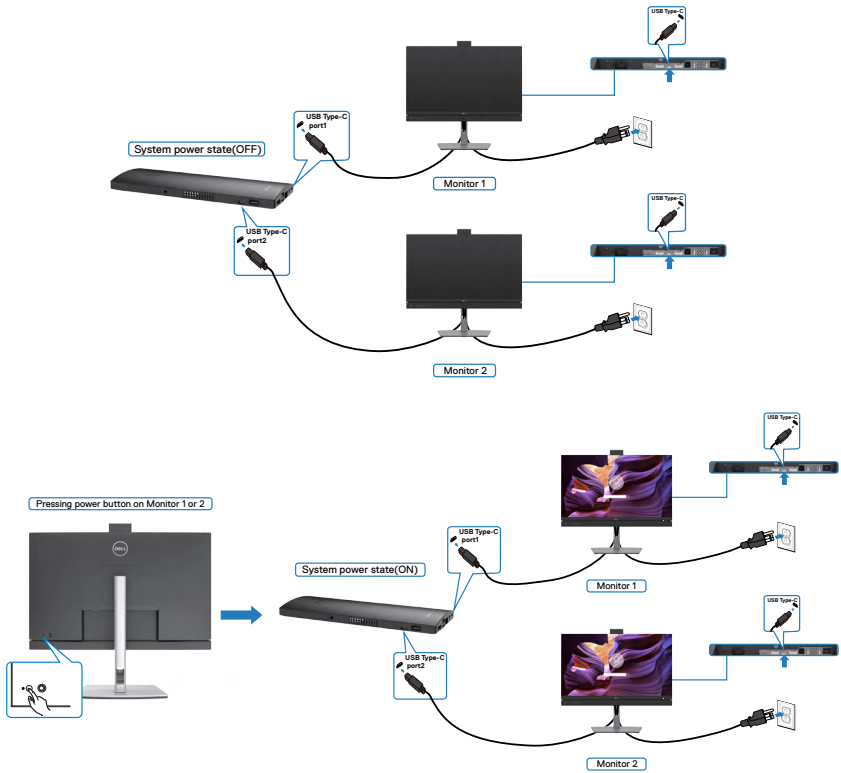 USB Type-C
USB Type-C
port1
System power state(OFF)
Monitor 1
USB Type-C
USB Type-C
port2
Monitor 2
USB Type-C
Pressing power button on Monitor 1 or 2
USB Type-C
port1
DELL
System power state(ON)
Monitor 1
USB Type-C
USB Type-C
port2
Monitor 2